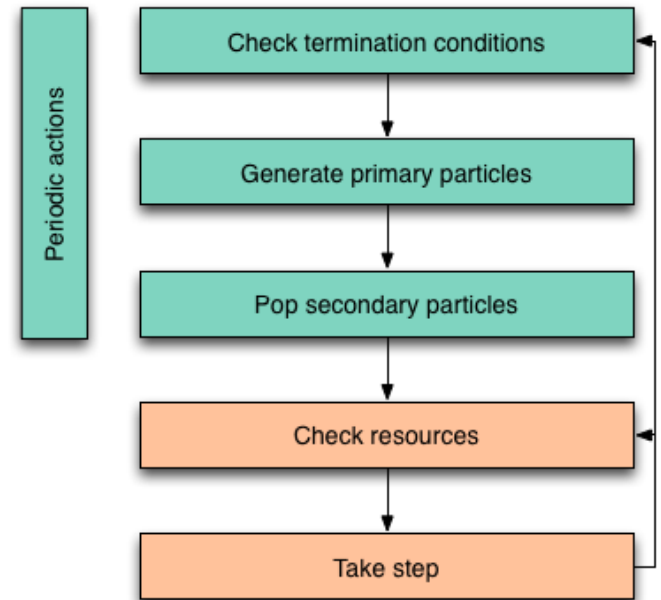 Periodic actions
Check termination conditions
Generate primary particles
Pop secondary particles
Check resources
Take step